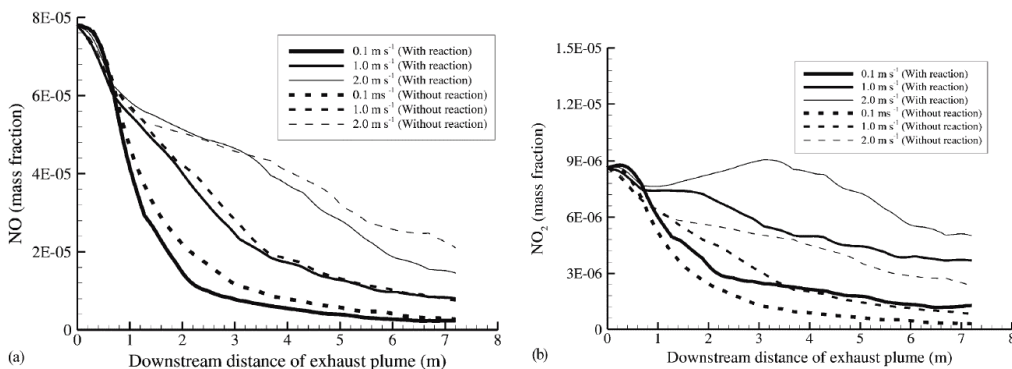 8E-05
6E-05
4E-05
2E-05
0
NO (mass fraction)
0.1 m s⁻¹ (With reaction)
1.0 m s⁻¹ (With reaction)
2.0 m s⁻¹ (With reaction)
0.1 ms⁻¹ (Without reaction)
1.0 m s⁻¹ (Without reaction)
2.0 m s⁻¹ (Without reaction)
0 1 2 3 4 5 6 7 8
(a) Downstream distance of exhaust plume (m)
1.5E-05
1.2E-05
9E-06
6E-06
3E-06
0
NO₂ (mass fraction)
0.1 m s⁻¹ (With reaction)
1.0 m s⁻¹ (With reaction)
2.0 m s⁻¹ (With reaction)
0.1 ms⁻¹ (Without reaction)
1.0 m s⁻¹ (Without reaction)
2.0 m s⁻¹ (Without reaction)
0 1 2 3 4 5 6 7 8
(b) Downstream distance of exhaust plume (m)